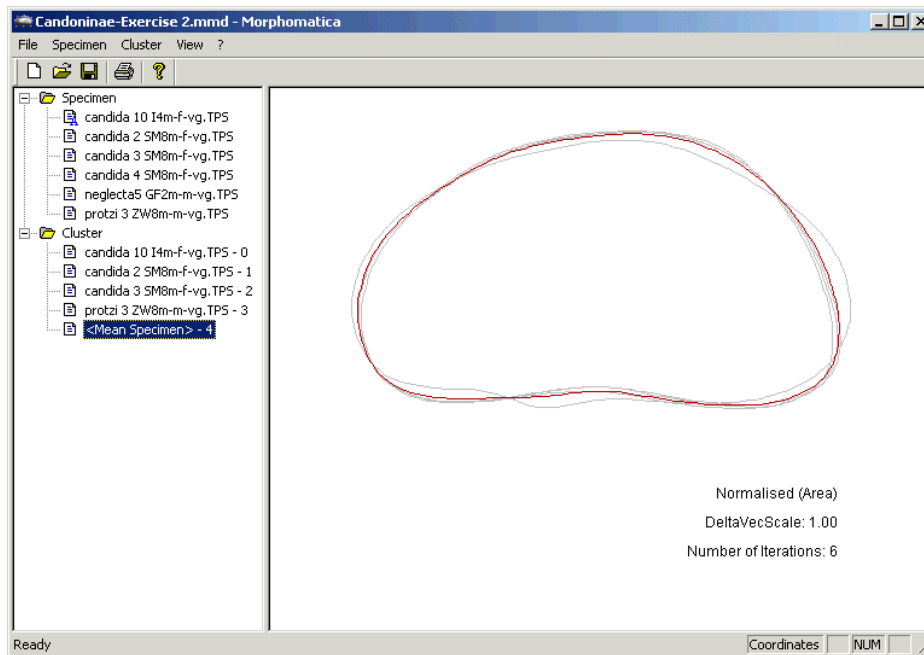 Candoninae-Exercise 2.mmd - Morphomatica
File Specimen Cluster View ?
Specimen
candida 10 I4m-f-vg.TPS
candida 2 SM8m-f-vg.TPS
candida 3 SM8m-f-vg.TPS
candida 4 SM8m-f-vg.TPS
neglecta5 GF2m-m-vg.TPS
protzi 3 ZW8m-m-vg.TPS
Cluster
candida 10 I4m-f-vg.TPS - 0
candida 2 SM8m-f-vg.TPS - 1
candida 3 SM8m-f-vg.TPS - 2
protzi 3 ZW8m-m-vg.TPS - 3
<Mean Specimen> - 4
Normalised (Area)
DeltaVecScale: 1.00
Number of Iterations: 6
Ready
Coordinates NUM